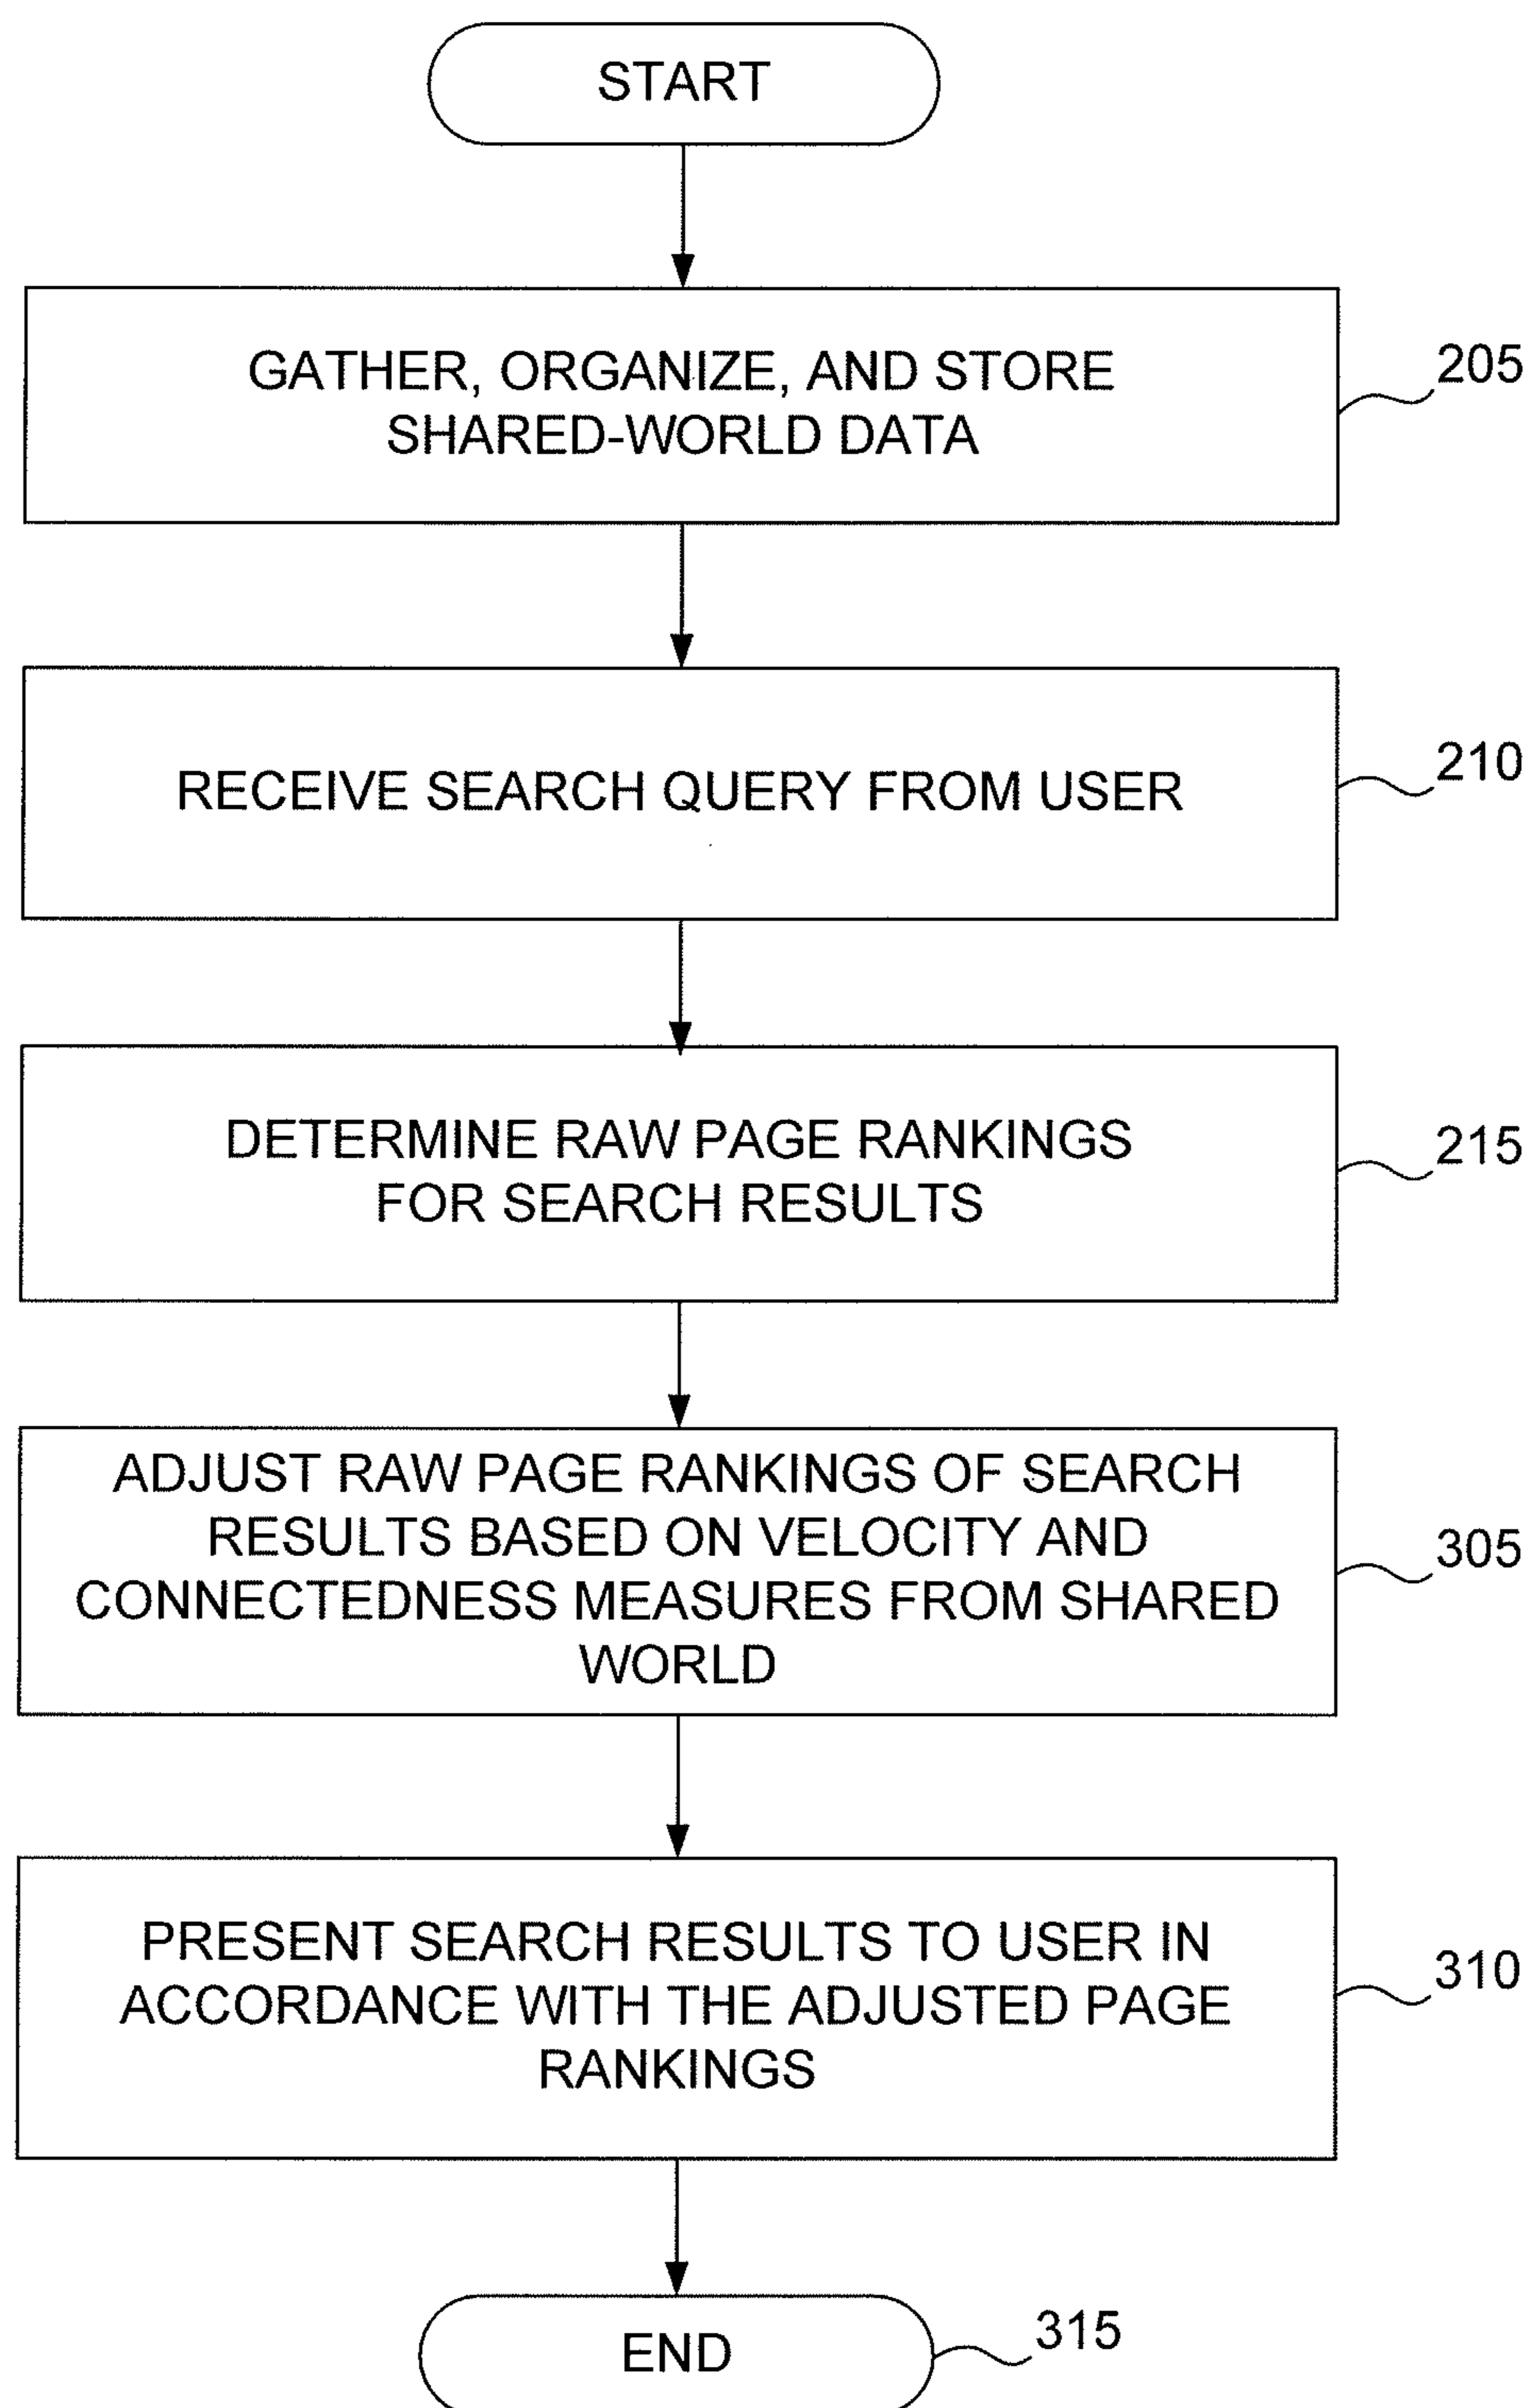 START
GATHER, ORGANIZE, AND STORE
SHARED-WORLD DATA
205
RECEIVE SEARCH QUERY FROM USER
210
DETERMINE RAW PAGE RANKINGS
FOR SEARCH RESULTS
215
ADJUST RAW PAGE RANKINGS OF SEARCH
RESULTS BASED ON VELOCITY AND
CONNECTEDNESS MEASURES FROM SHARED
WORLD
305
PRESENT SEARCH RESULTS TO USER IN
ACCORDANCE WITH THE ADJUSTED PAGE
RANKINGS
310
END
315